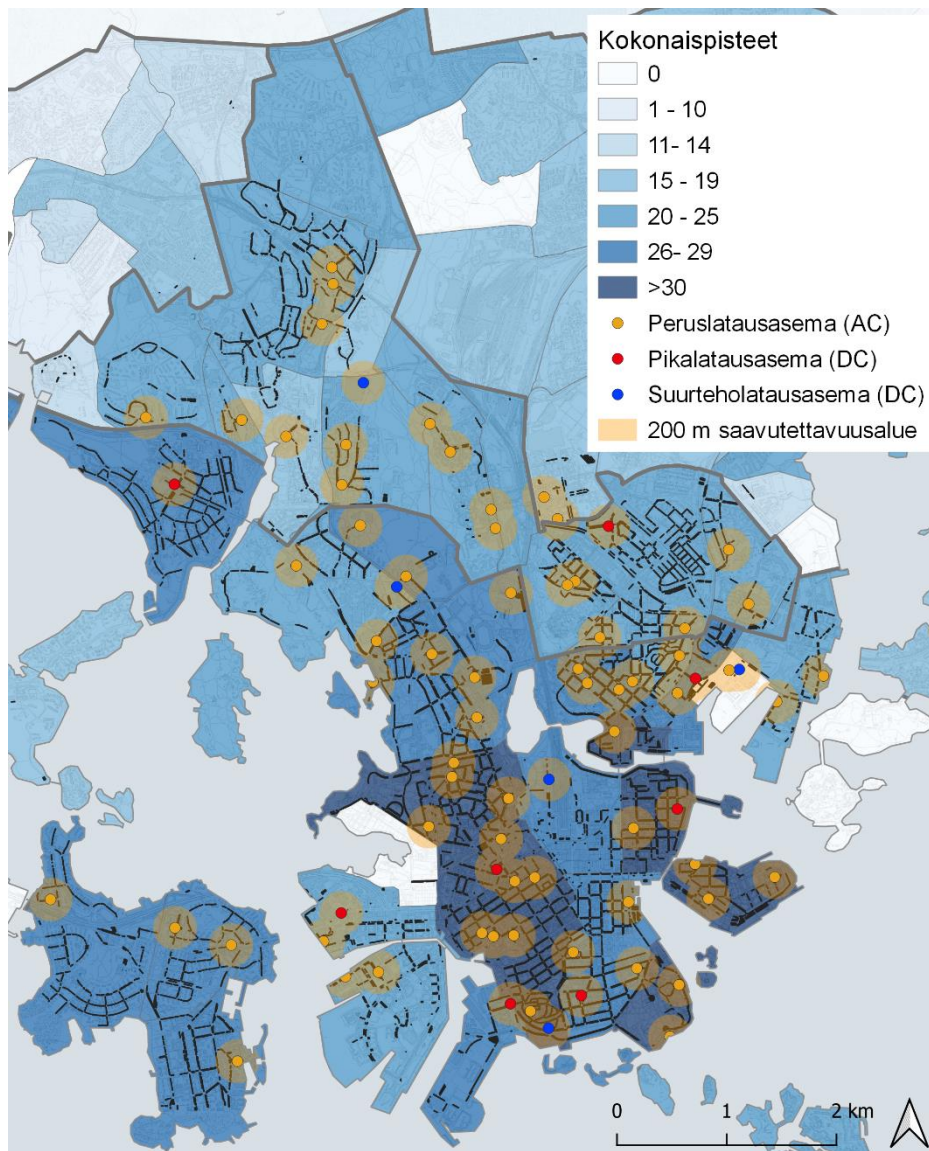 Kokonaispisteet
0
1 - 10
11- 14
15 - 19
20 - 25
26- 29
>30
Peruslatausasema (AC)
Pikalatausasema (DC)
Suurteholatausasema (DC)
200 m saavutettavuusalue
0 1 2 km